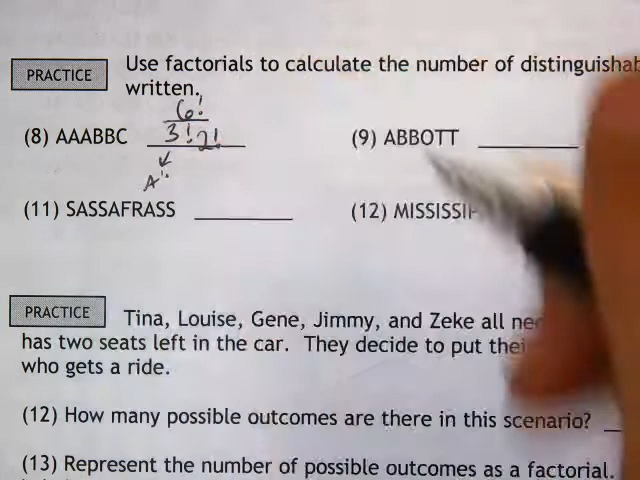 PRACTICE Use factorials to calculate the number of distinguishab
written.
6!
(8) AAABBC 3!2! (9) ABBOTT
A's
(11) SASSAFRASS (12) MISSISSI
PRACTICE Tina, Louise, Gene, Jimmy, and Zeke all
has two seats left in the car. They decide to put
who gets a ride.
(12) How many possible outcomes are there in this scenario?
(13) Represent the number of possible outcomes as a factorial.